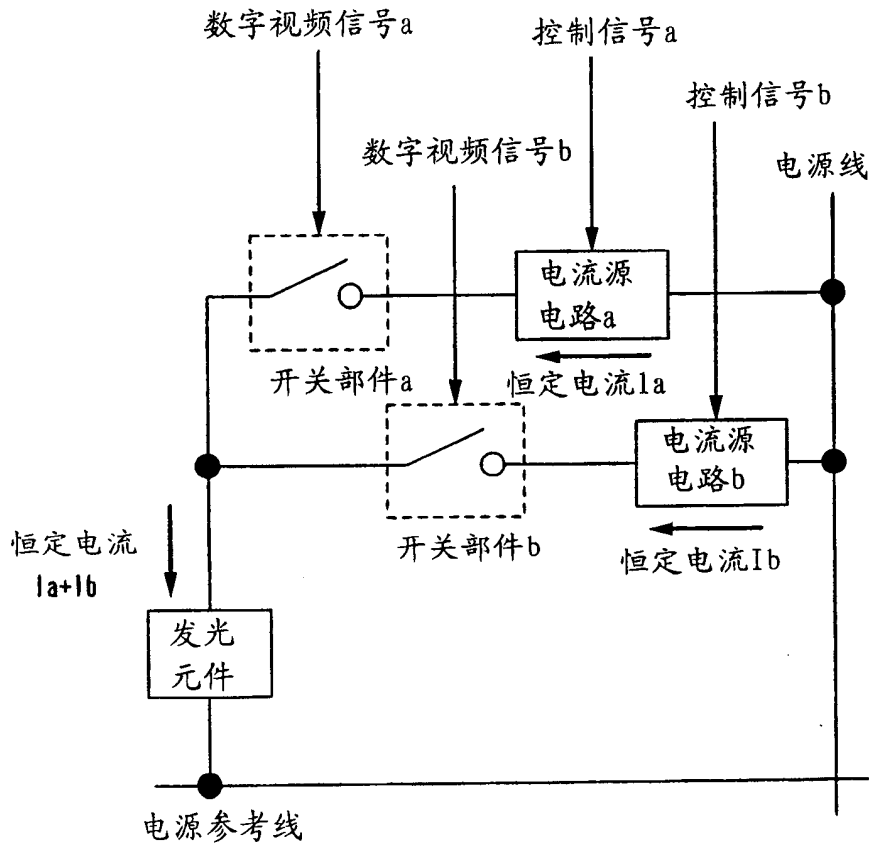 数字视频信号a
控制信号a
控制信号b
数字视频信号b
电源线
电流源
电路a
开关部件a
恒定电流Ia
电流源
电路b
恒定电流
Ia+Ib
开关部件b
恒定电流Ib
发光
元件
电源参考线